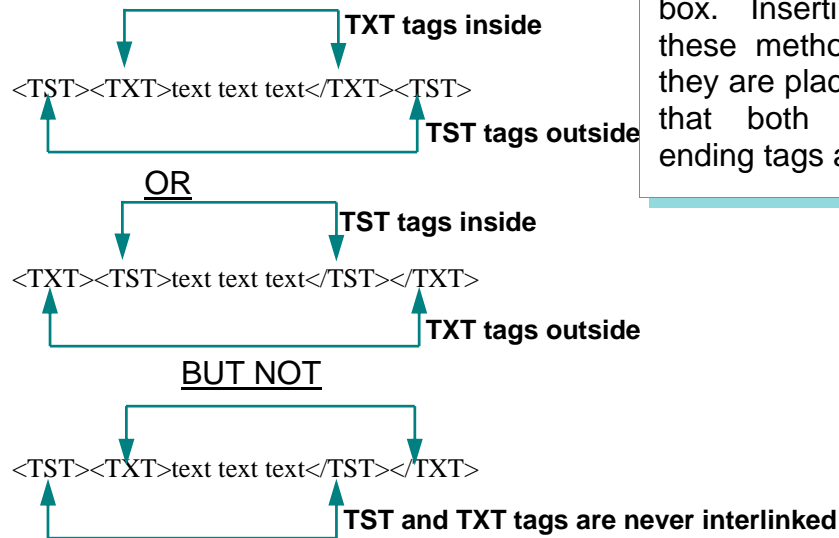 TXT tags inside
<TST><TXT>text text text</TXT><TST>
TST tags outside
OR
TST tags inside
<TXT><TST>text text text</TST></TXT>
TXT tags outside
BUT NOT
<TST><TXT>text text text</TST></TXT>
TST and TXT tags are never interlinked
box. Inserti
these metho
they are plac
that both
ending tags a